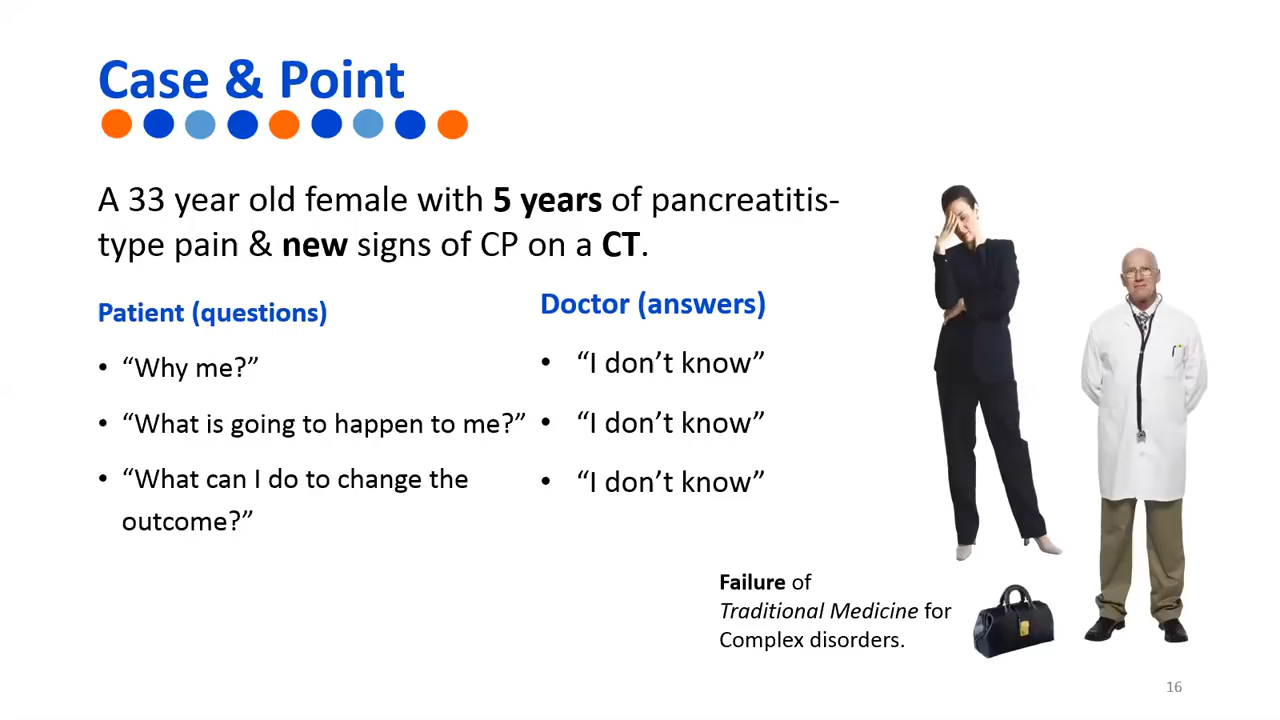 Case & Point
A 33 year old female with 5 years of pancreatitis-
type pain & new signs of CP on a CT.
Patient (questions)
• “Why me?”
• “What is going to happen to me?”
• “What can I do to change the
outcome?”
Doctor (answers)
• “I don’t know”
• “I don’t know”
• “I don’t know”
Failure of
Traditional Medicine for
Complex disorders.
16